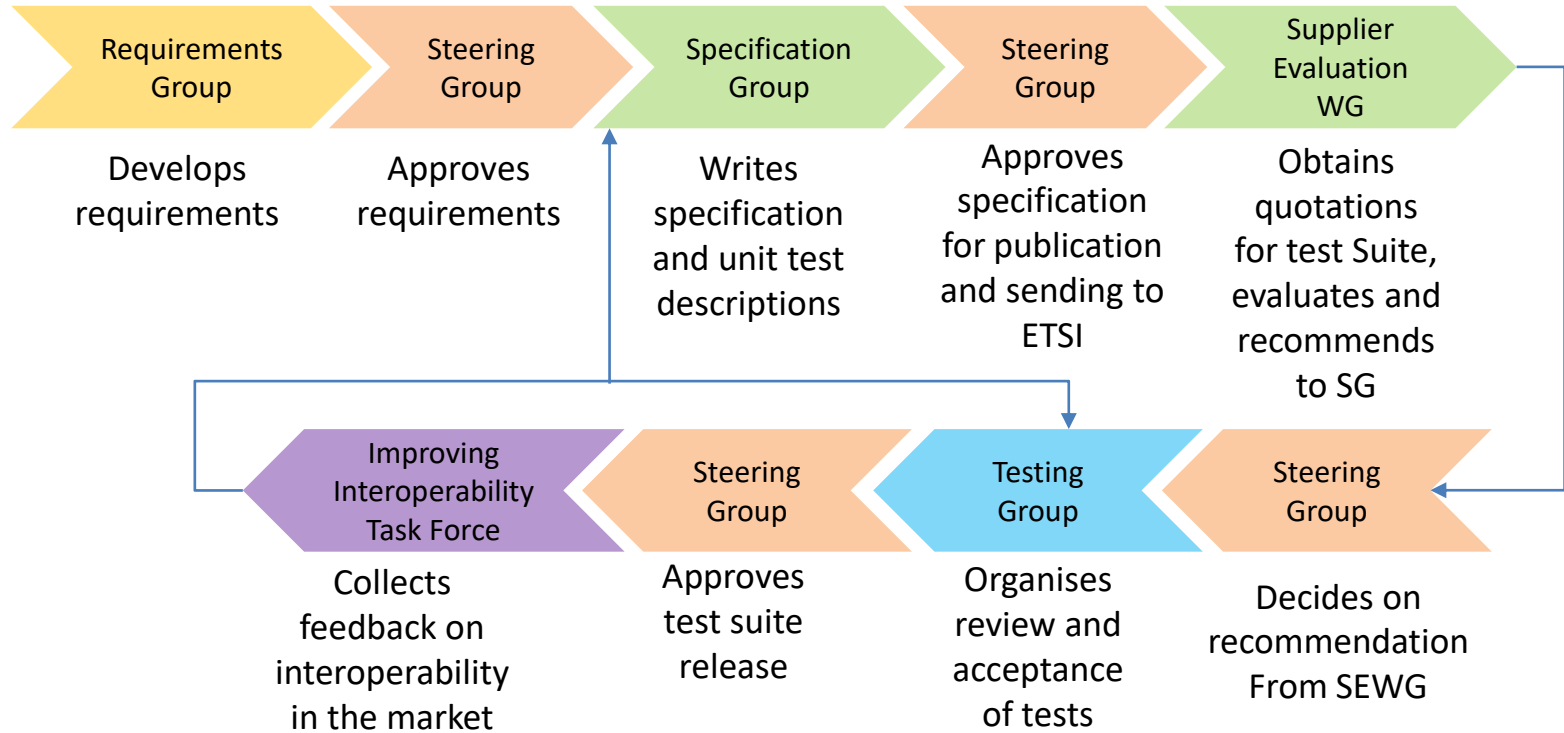 Requirements
Group
Steering
Group
Specification
Group
Steering
Group
Supplier
Evaluation
WG
Develops
requirements
Approves
requirements
Writes
specification
and unit test
descriptions
Approves
specification
for publication
and sending to
ETSI
Obtains
quotations
for test Suite,
evaluates and
recommends
to SG
Improving
Interoperability
Task Force
Steering
Group
Testing
Group
Steering
Group
Collects
feedback on
interoperability
in the market
Approves
test suite
release
Organises
review and
acceptance
of tests
Decides on
recommendation
From SEWG